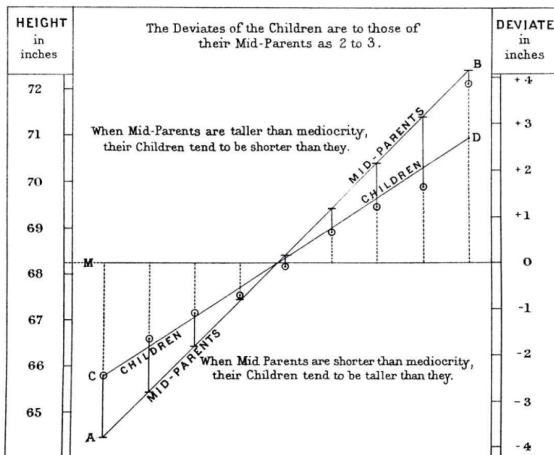 HEIGHT
in
inches
The Deviates of the Children are to those of
their Mid-Parents as 2 to 3.
DEVIATE
in
inches
B
72
+4
When Mid-Parents are taller than mediocrity,
their Children tend to be shorter than they.
MID-PARENTS
71
+3
D
CHILDREN
70
+2
69
+1
M
0
68
-1
67
CHILDREN
MID-PARENTS
-2
66
When Mid Parents are shorter than mediocrity,
their Children tend to be taller than they.
C
-3
65
A
-4